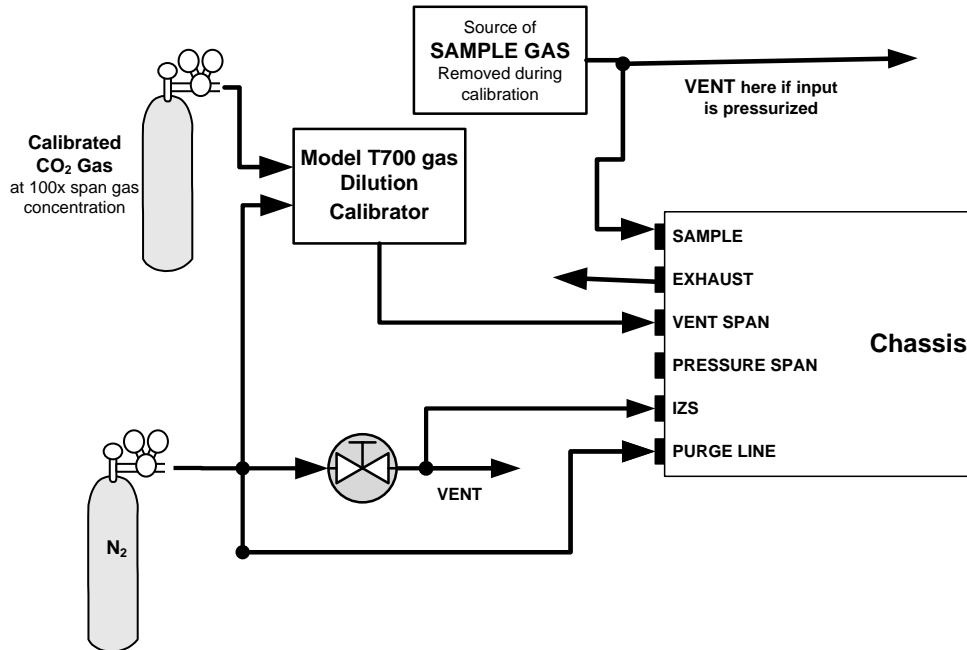 Source of
SAMPLE GAS
Removed during
calibration
VENT here if input
is pressurized
Calibrated
CO₂ Gas
at 100x span gas
concentration
Model T700 gas
Dilution
Calibrator
SAMPLE
EXHAUST
VENT SPAN
PRESSURE SPAN
IZS
PURGE LINE
Chassis
VENT
N₂